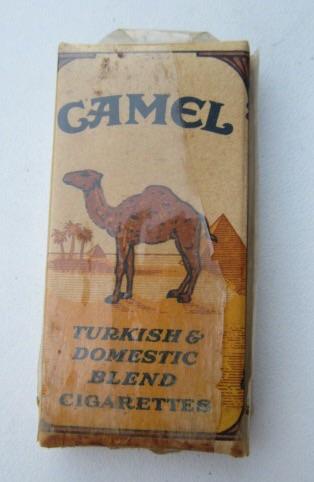 CAMEL
TURKISH &
DOMESTIC
BLEND
CIGARETTES